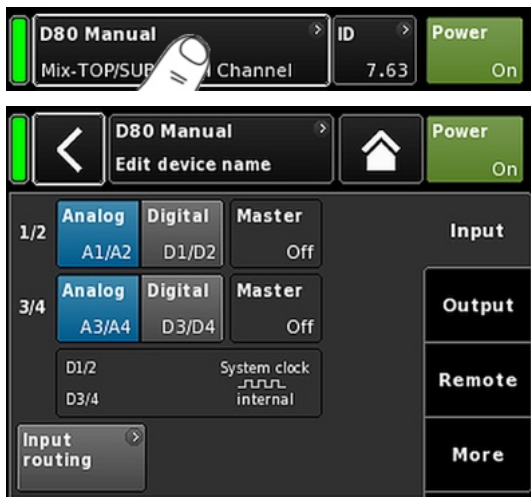 D80 Manual
ID
Power
Mix-TOP/SUB Channel
7.63
On
D80 Manual
Edit device name
Power
On
1/2
Analog
A1/A2
Digital
D1/D2
Master
Off
Input
3/4
Analog
A3/A4
Digital
D3/D4
Master
Off
Output
D1/2
System clock
D3/4
internal
Remote
Input
routing
More